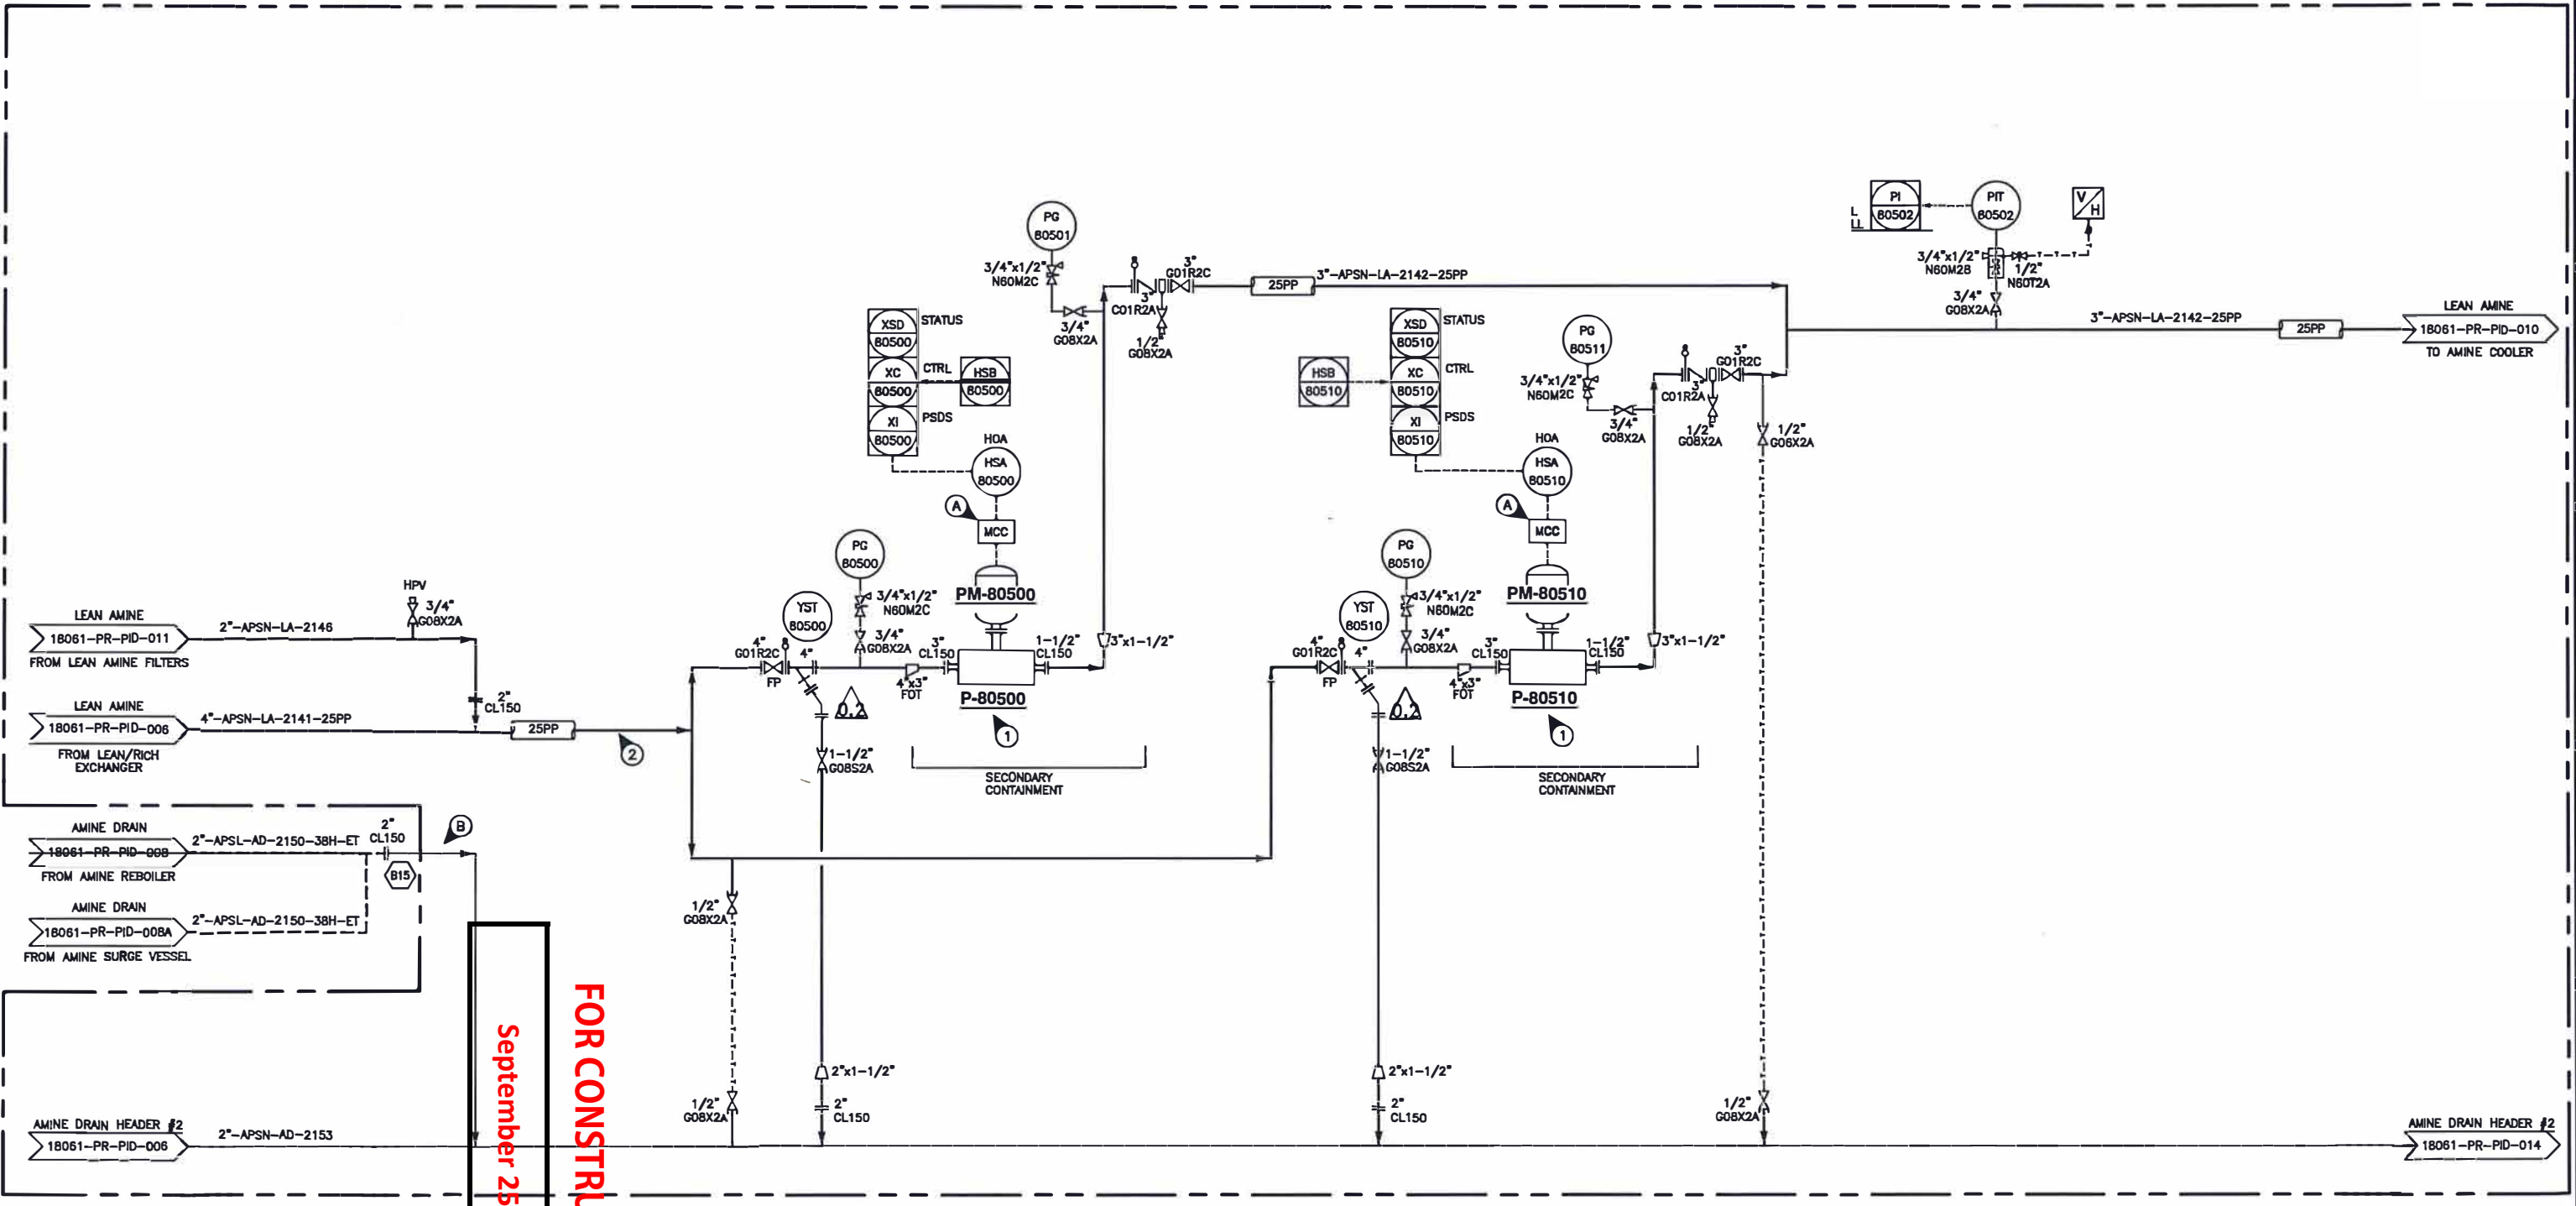 PG
80501
3/4"x1/2"
N60M2C
3/4"
G08X2A
3"
C01R2A
3"
G01R2C
1/2"
G08X2A
25PP
3"-APSN-LA-2142-25PP
XSD
80500
STATUS
XC
80500
CTRL
XI
80500
PSDS
HSB
80500
HOA
HSA
80500
A
MCC
PM-80500
PG
80500
3/4"x1/2"
N60M2C
3/4"
G08X2A
YST
80500
4"
G01R2C
FP
4"
4"x3"
FOT
3"
CL150
1-1/2"
CL150
3"x1-1/2"
P-80500
0.2
1
1-1/2"
G08S2A
SECONDARY
CONTAINMENT
HSB
80510
XSD
80510
STATUS
XC
80510
CTRL
XI
80510
PSDS
HOA
HSA
80510
A
MCC
PM-80510
PG
80511
3/4"x1/2"
N60M2C
3/4"
G08X2A
3"
C01R2A
3"
G01R2C
1/2"
G08X2A
1/2"
G06X2A
PG
80510
3/4"x1/2"
N60M2C
3/4"
G08X2A
YST
80510
4"
G01R2C
FP
4"
4"x3"
FOT
3"
CL150
1-1/2"
CL150
3"x1-1/2"
P-80510
0.2
1
1-1/2"
G08S2A
SECONDARY
CONTAINMENT
L
LL
PI
80502
PIT
80502
V/H
3/4"x1/2"
N60M2B
1/2"
N60T2A
3/4"
G08X2A
3"-APSN-LA-2142-25PP
25PP
LEAN AMINE
18061-PR-PID-010
TO AMINE COOLER
HPV
3/4"
G08X2A
LEAN AMINE
18061-PR-PID-011
2"-APSN-LA-2146
FROM LEAN AMINE FILTERS
2"
CL150
LEAN AMINE
18061-PR-PID-006
4"-APSN-LA-2141-25PP
FROM LEAN/RICH
EXCHANGER
25PP
2
AMINE DRAIN
18061-PR-PID-008
2"-APSL-AD-2150-38H-ET
FROM AMINE REBOILER
2"
CL150
B
B15
AMINE DRAIN
18061-PR-PID-008A
2"-APSL-AD-2150-38H-ET
FROM AMINE SURGE VESSEL
1/2"
G08X2A
1/2"
G08X2A
2"x1-1/2"
2"
CL150
2"x1-1/2"
2"
CL150
1/2"
G08X2A
September 25
FOR CONSTRU
AMINE DRAIN HEADER #2
18061-PR-PID-006
2"-APSN-AD-2153
AMINE DRAIN HEADER #2
18061-PR-PID-014